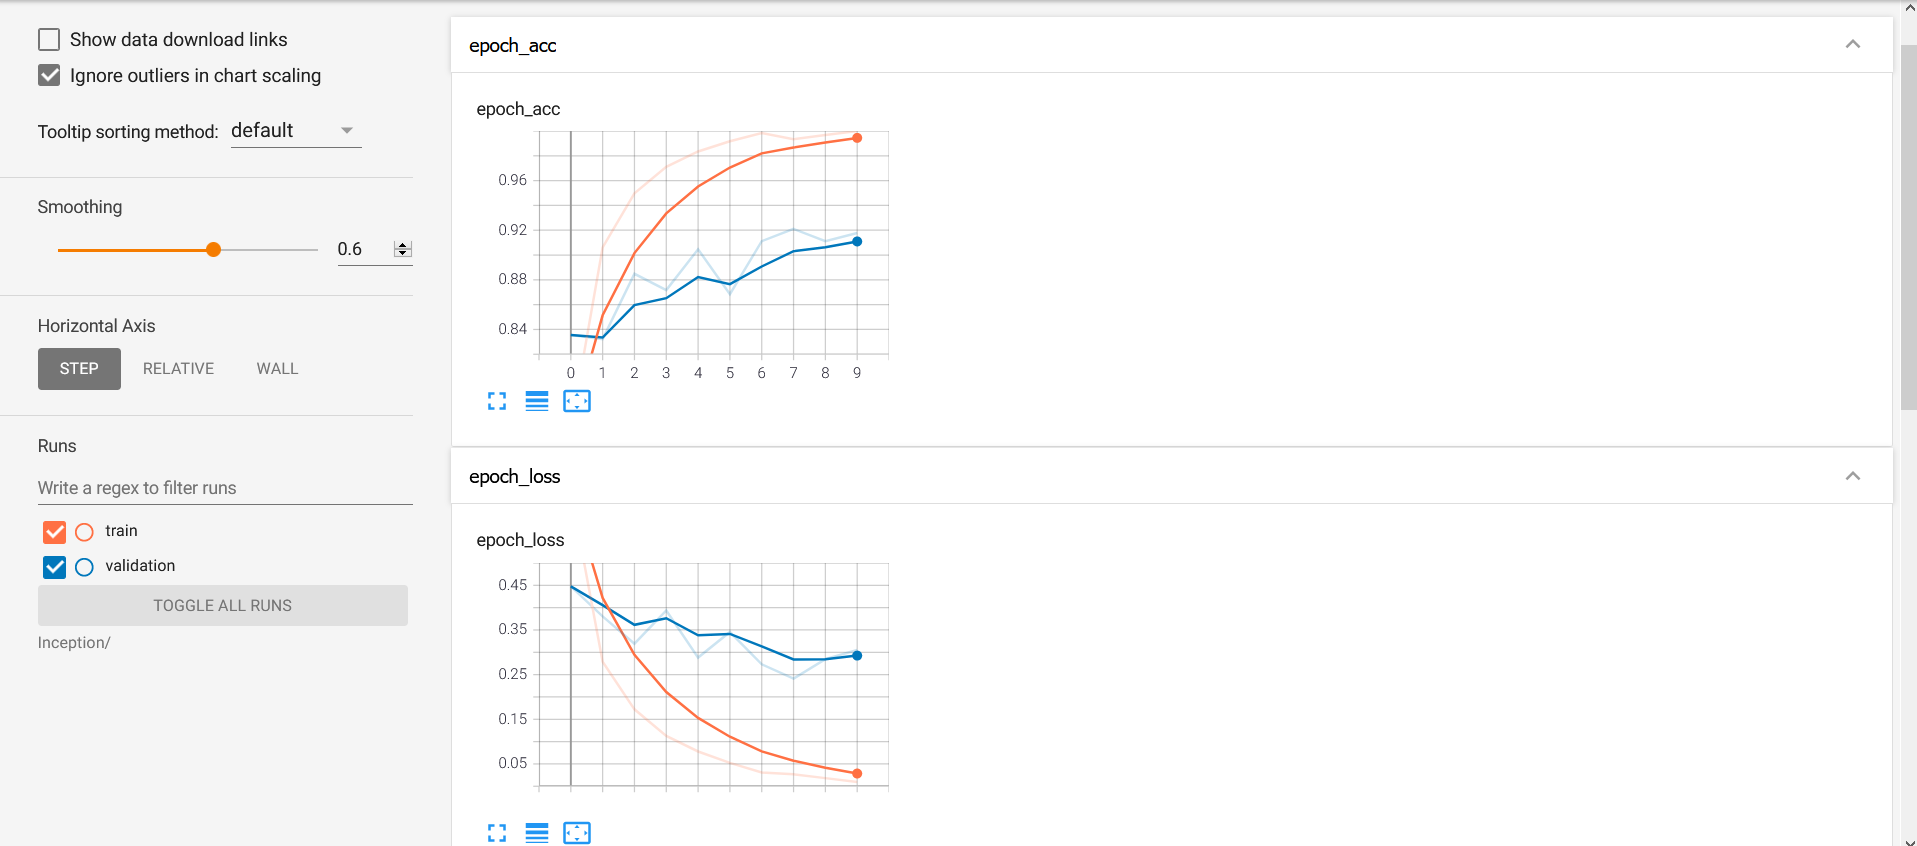 Show data download links
Ignore outliers in chart scaling
Tooltip sorting method: default
Smoothing
0.6
Horizontal Axis
STEP RELATIVE WALL
Runs
Write a regex to filter runs
train
validation
TOGGLE ALL RUNS
Inception/
epoch_acc
epoch_acc
0.96
0.92
0.88
0.84
0 1 2 3 4 5 6 7 8 9
epoch_loss
epoch_loss
0.45
0.35
0.25
0.15
0.05